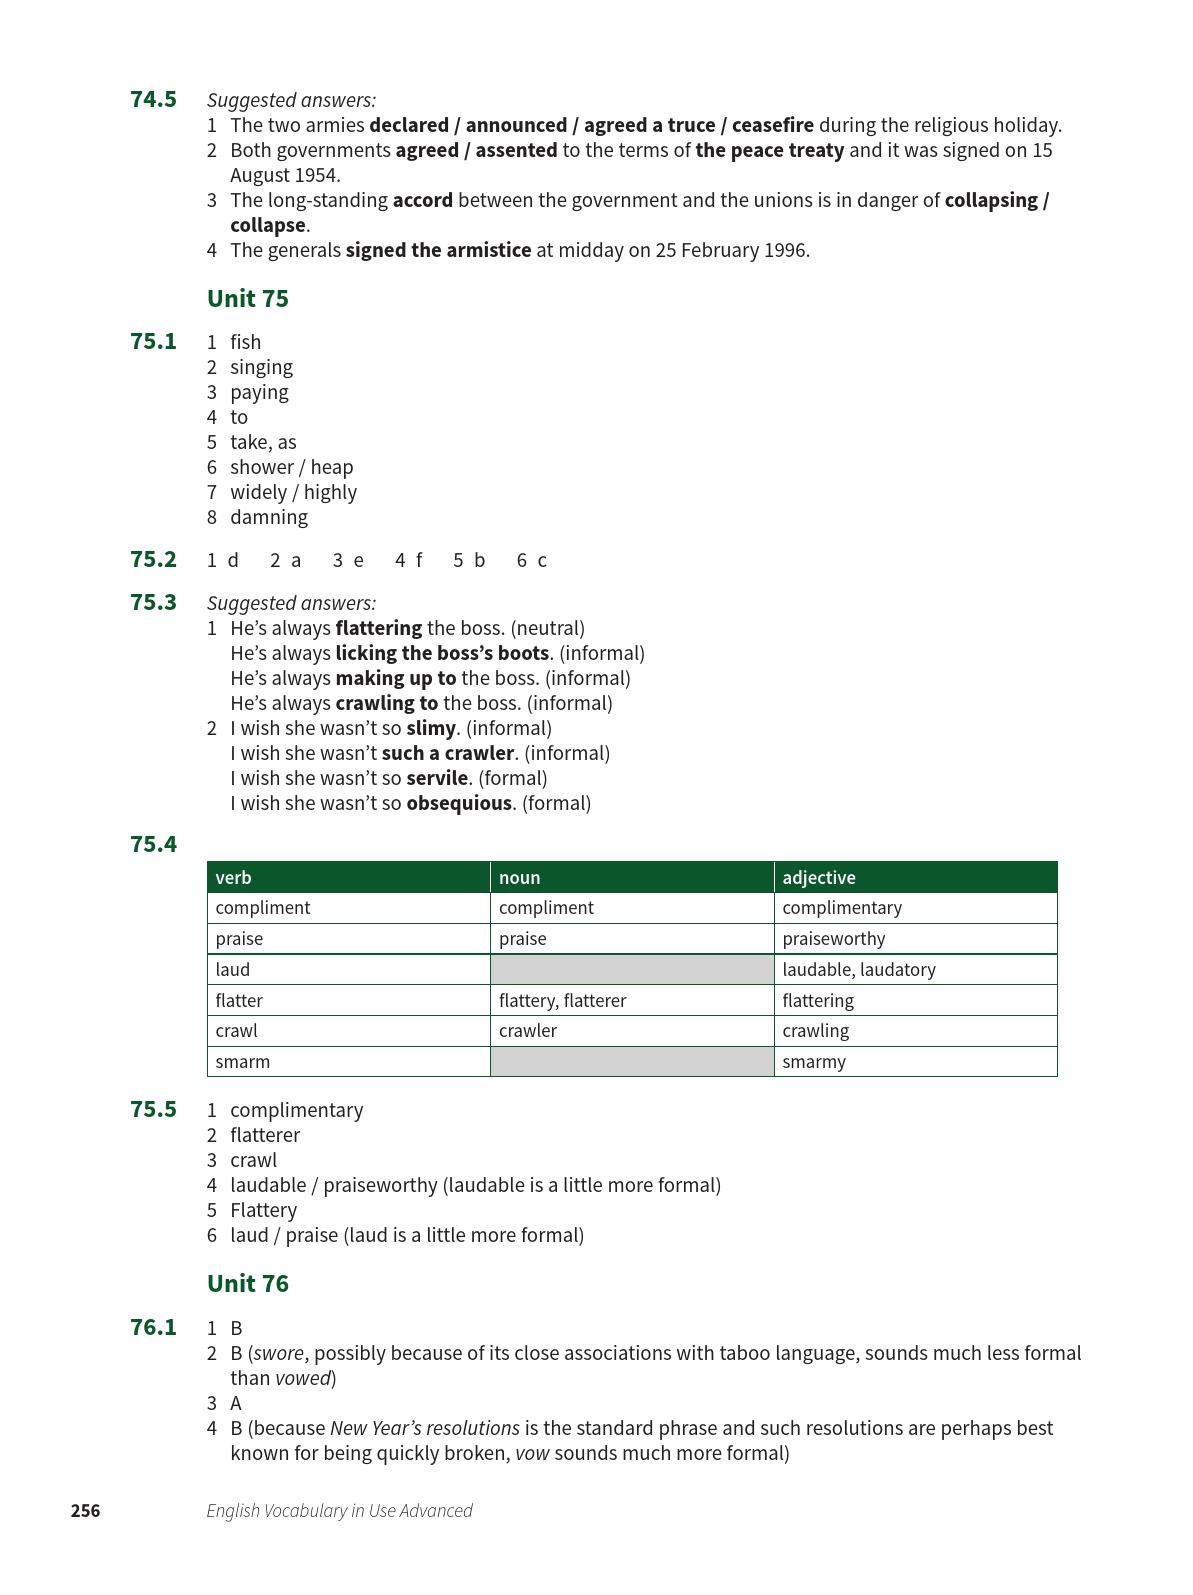 74.5 Suggested answers:
1 The two armies declared / announced / agreed a truce / ceasefire during the religious holiday.
2 Both governments agreed / assented to the terms of the peace treaty and it was signed on 15
August 1954.
3 The long-standing accord between the government and the unions is in danger of collapsing /
collapse.
4 The generals signed the armistice at midday on 25 February 1996.
Unit 75
75.1 1 fish
2 singing
3 paying
4 to
5 take, as
6 shower / heap
7 widely / highly
8 damning
75.2 1 d 2 a 3 e 4 f 5 b 6 c
75.3 Suggested answers:
1 He's always flattering the boss. (neutral)
He's always licking the boss's boots. (informal)
He's always making up to the boss. (informal)
He's always crawling to the boss. (informal)
2 I wish she wasn't so slimy. (informal)
I wish she wasn't such a crawler. (informal)
I wish she wasn't so servile. (formal)
I wish she wasn't so obsequious. (formal)
75.4
verb noun adjective
compliment compliment complimentary
praise praise praiseworthy
laud laudable, laudatory
flatter flattery, flatterer flattering
crawl crawler crawling
smarm smarmy
75.5 1 complimentary
2 flatterer
3 crawl
4 laudable / praiseworthy (laudable is a little more formal)
5 Flattery
6 laud / praise (laud is a little more formal)
Unit 76
76.1 1 B
2 B (swore, possibly because of its close associations with taboo language, sounds much less formal
than vowed)
3 A
4 B (because New Year's resolutions is the standard phrase and such resolutions are perhaps best
known for being quickly broken, vow sounds much more formal)
256 English Vocabulary in Use Advanced